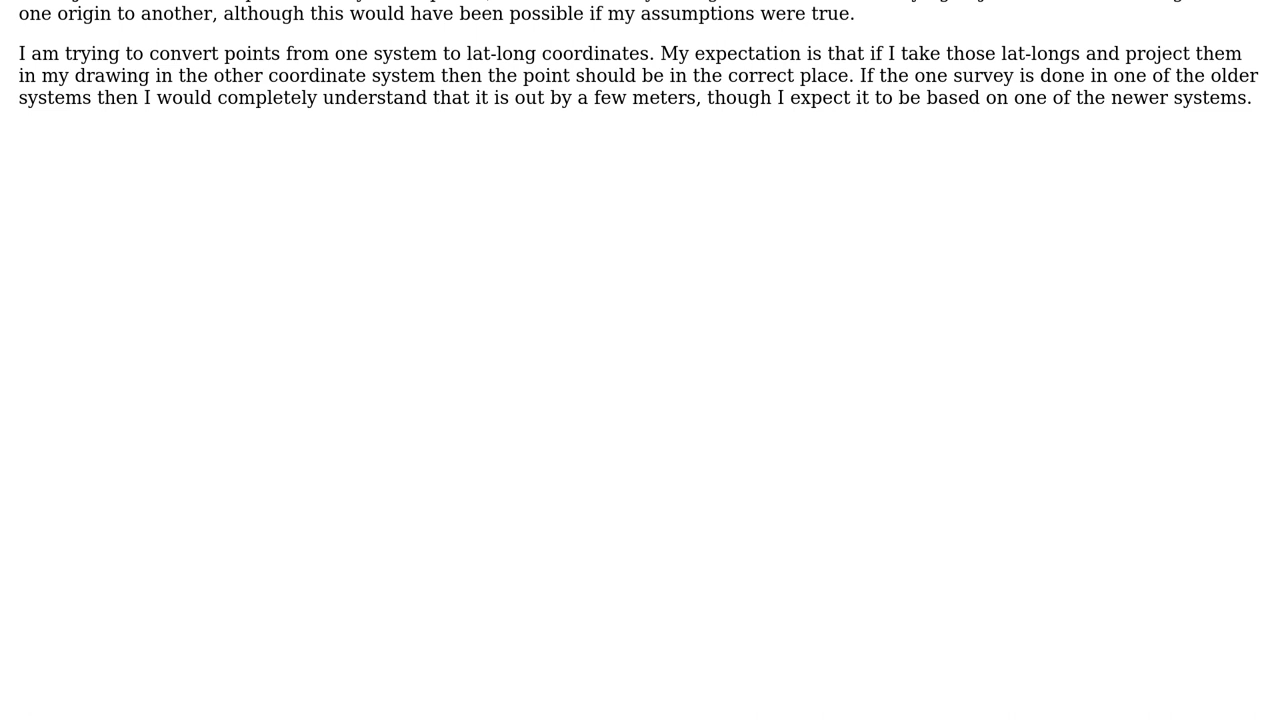 one origin to another, although this would have been possible if my assumptions were true.
I am trying to convert points from one system to lat-long coordinates. My expectation is that if I take those lat-longs and project them
in my drawing in the other coordinate system then the point should be in the correct place. If the one survey is done in one of the older
systems then I would completely understand that it is out by a few meters, though I expect it to be based on one of the newer systems.